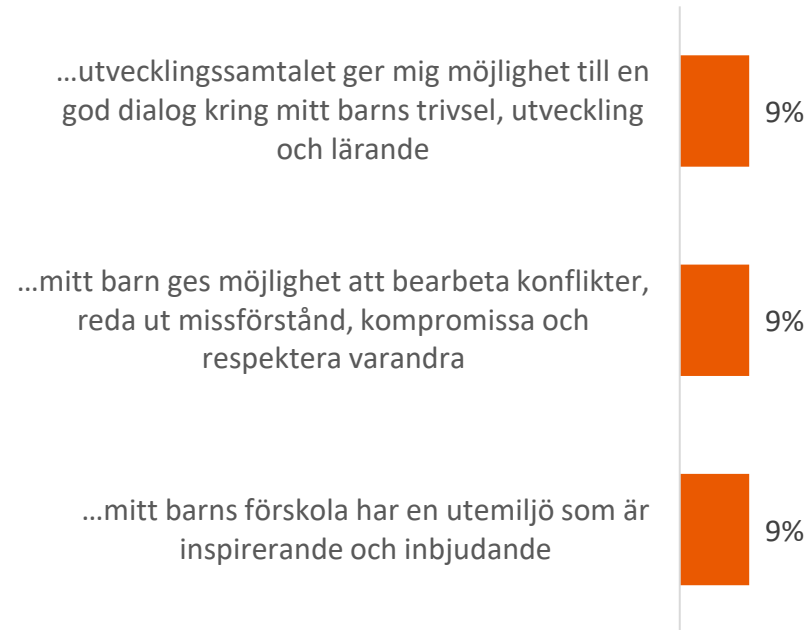 …utvecklingssamtalet ger mig möjlighet till en
god dialog kring mitt barns trivsel, utveckling
och lärande
9%
…mitt barn ges möjlighet att bearbeta konflikter,
reda ut missförstånd, kompromissa och
respektera varandra
9%
…mitt barns förskola har en utemiljö som är
inspirerande och inbjudande
9%